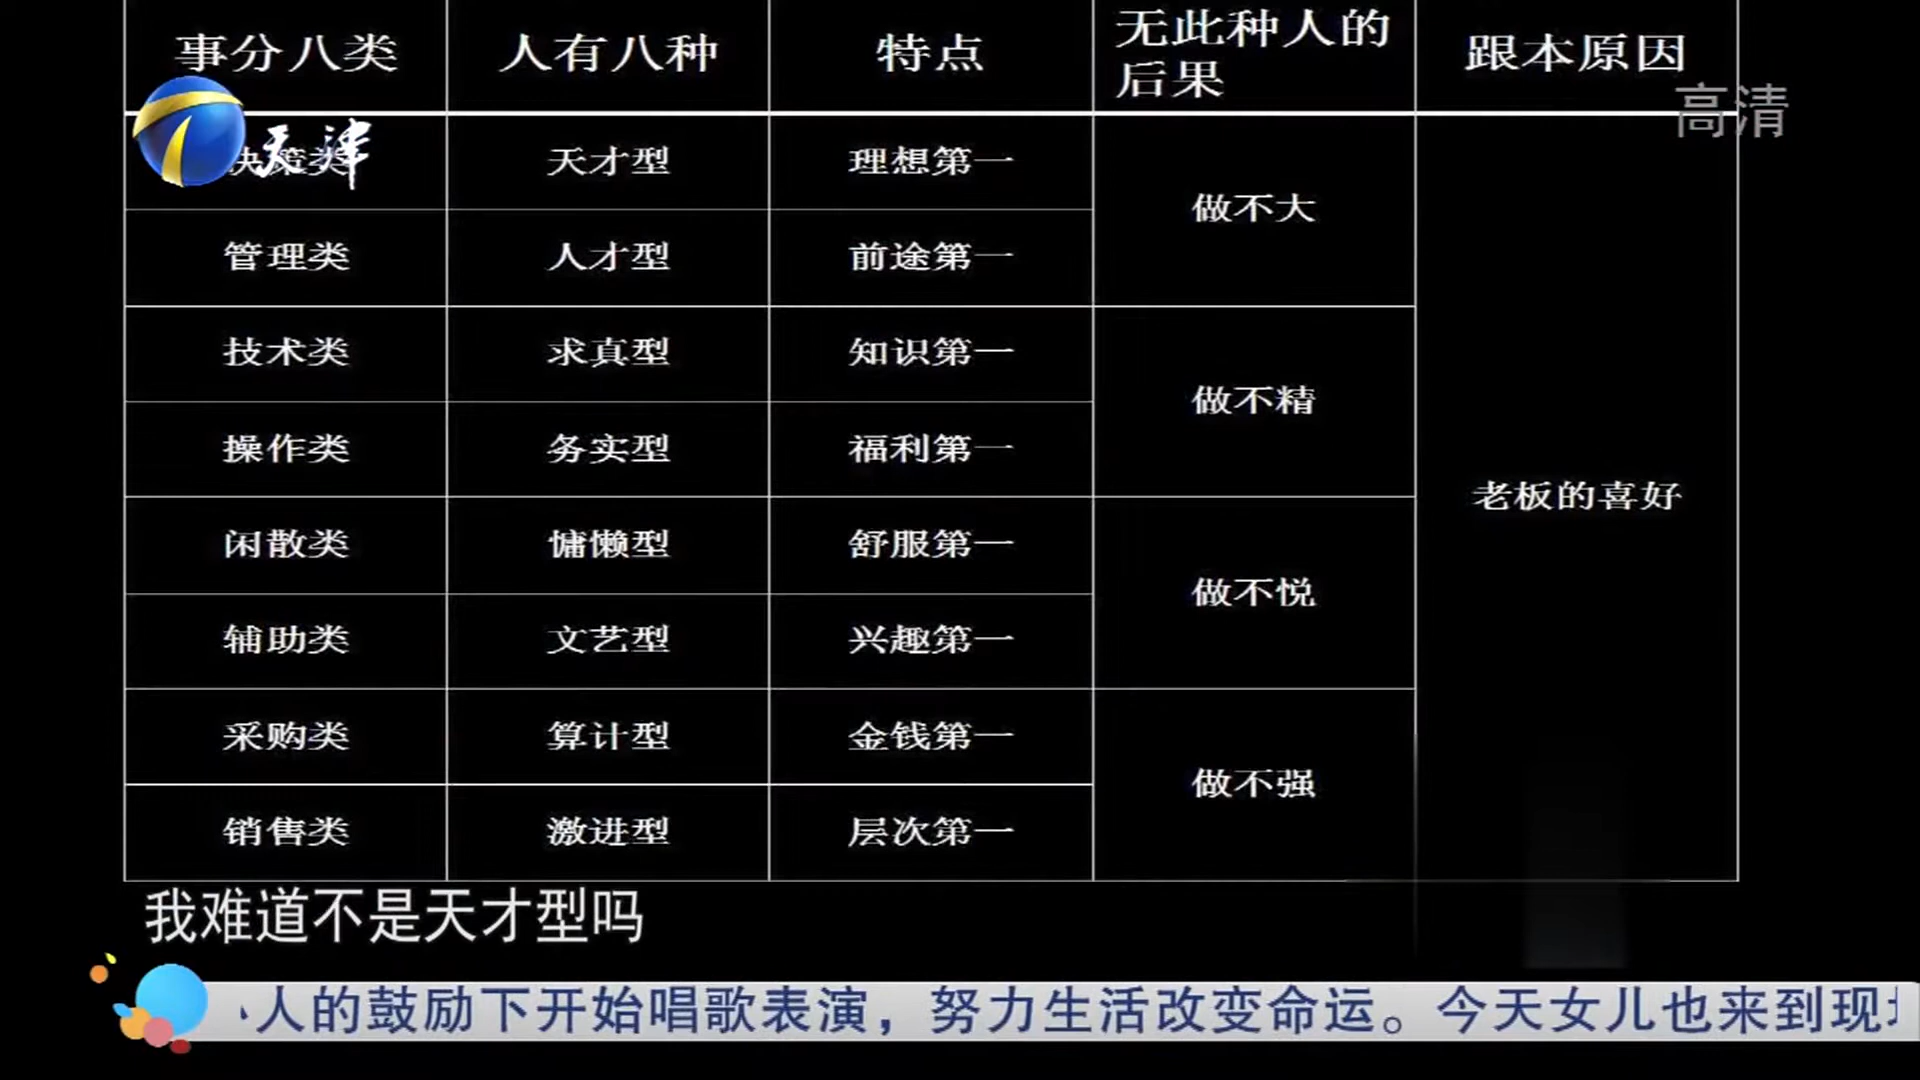 事分八类 人有八种 特点 无此种人的后果 跟本原因
高清
天津
决策类 天才型 理想第一 做不大
管理类 人才型 前途第一
技术类 求真型 知识第一 做不精
操作类 务实型 福利第一
老板的喜好
闲散类 慵懒型 舒服第一 做不悦
辅助类 文艺型 兴趣第一
采购类 算计型 金钱第一 做不强
销售类 激进型 层次第一
我难道不是天才型吗
人的鼓励下开始唱歌表演，努力生活改变命运。今天女儿也来到现